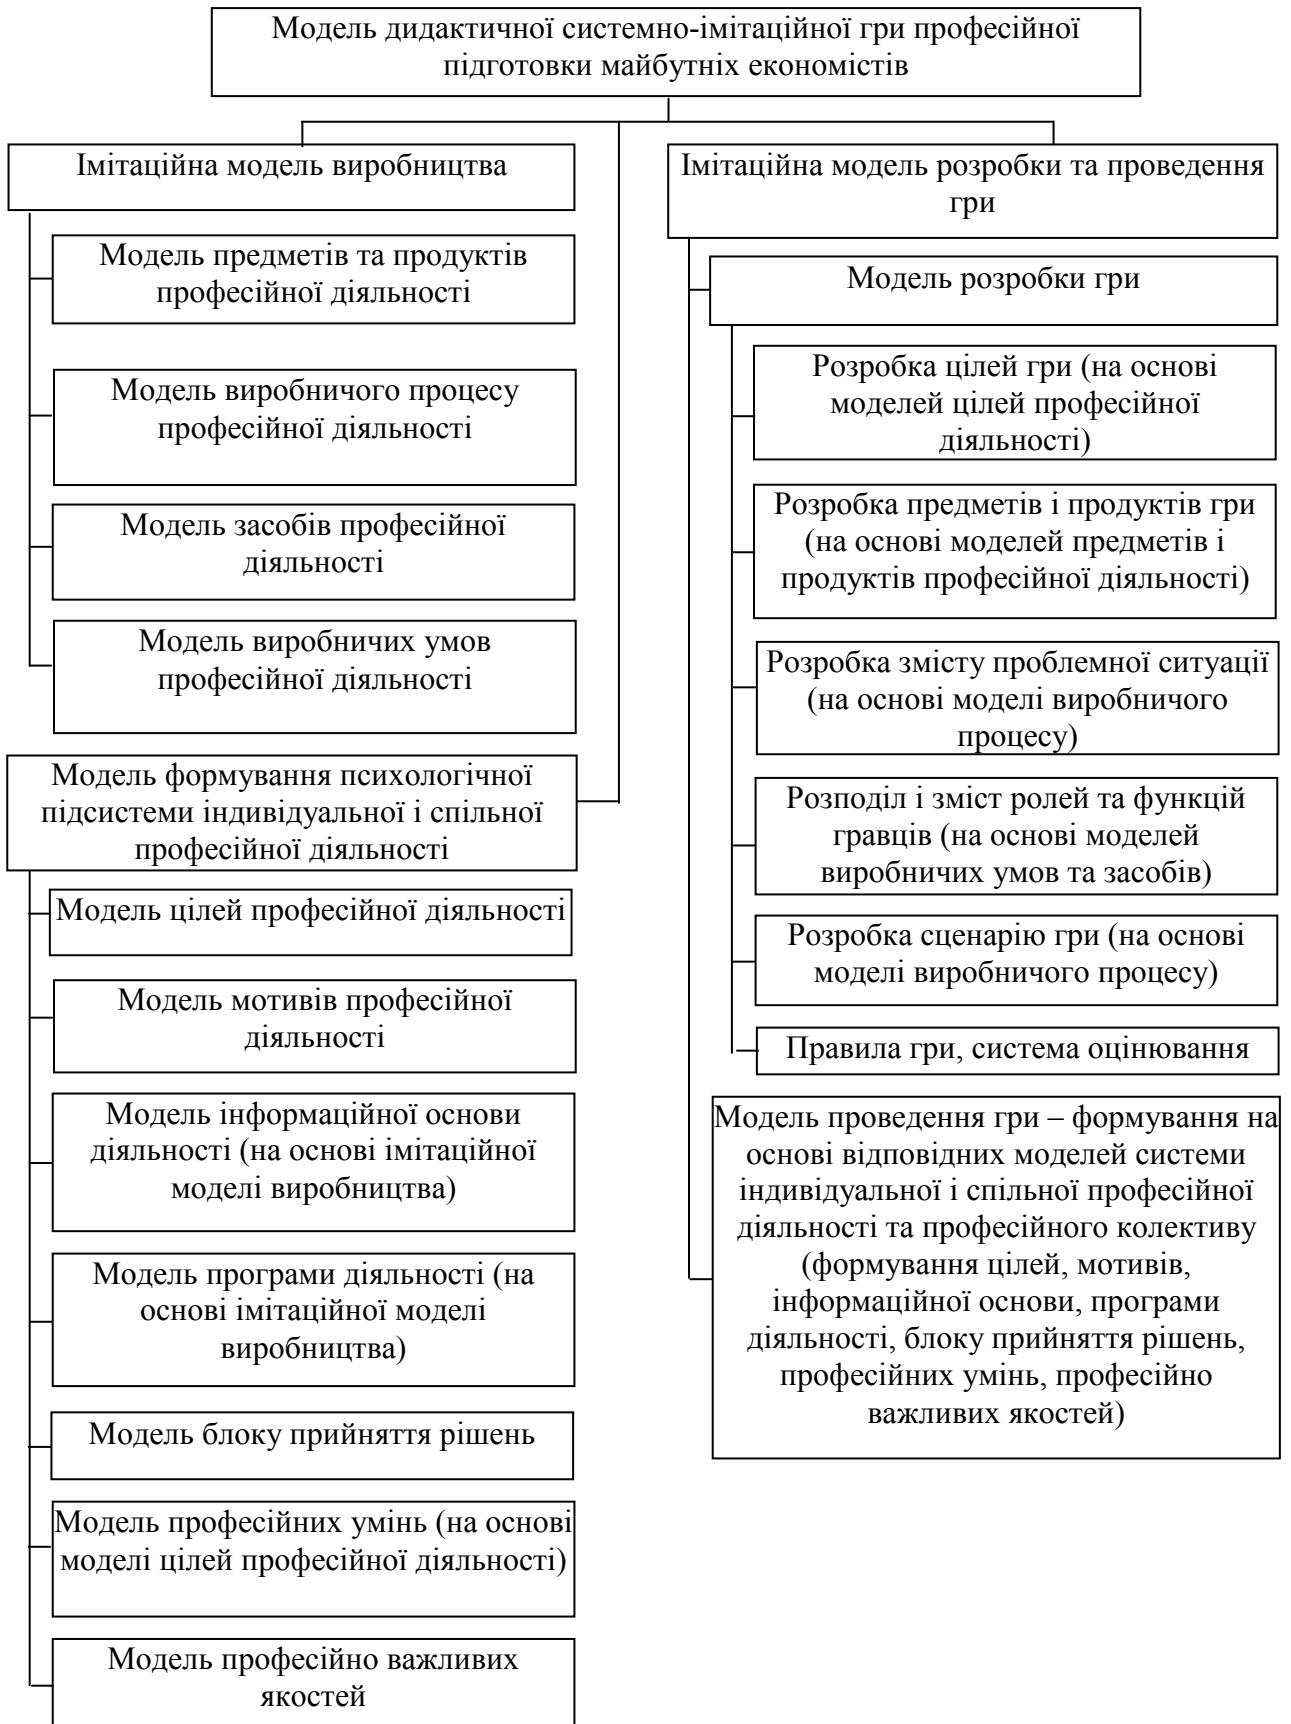 Модель дидактичної системно-імітаційної гри професійної
підготовки майбутніх економістів
Імітаційна модель виробництва
Модель предметів та продуктів
професійної діяльності
Модель виробничого процесу
професійної діяльності
Модель засобів професійної
діяльності
Модель виробничих умов
професійної діяльності
Модель формування психологічної
підсистеми індивідуальної і спільної
професійної діяльності
Модель цілей професійної діяльності
Модель мотивів професійної
діяльності
Модель інформаційної основи
діяльності (на основі імітаційної
моделі виробництва)
Модель програми діяльності (на
основі імітаційної моделі
виробництва)
Модель блоку прийняття рішень
Модель професійних умінь (на основі
моделі цілей професійної діяльності)
Модель професійно важливих
якостей
Імітаційна модель розробки та проведення
гри
Модель розробки гри
Розробка цілей гри (на основі
моделей цілей професійної
діяльності)
Розробка предметів і продуктів гри
(на основі моделей предметів і
продуктів професійної діяльності)
Розробка змісту проблемної ситуації
(на основі моделі виробничого
процесу)
Розподіл і зміст ролей та функцій
гравців (на основі моделей
виробничих умов та засобів)
Розробка сценарію гри (на основі
моделі виробничого процесу)
Правила гри, система оцінювання
Модель проведення гри – формування на
основі відповідних моделей системи
індивідуальної і спільної професійної
діяльності та професійного колективу
(формування цілей, мотивів,
інформаційної основи, програми
діяльності, блоку прийняття рішень,
професійних умінь, професійно
важливих якостей)